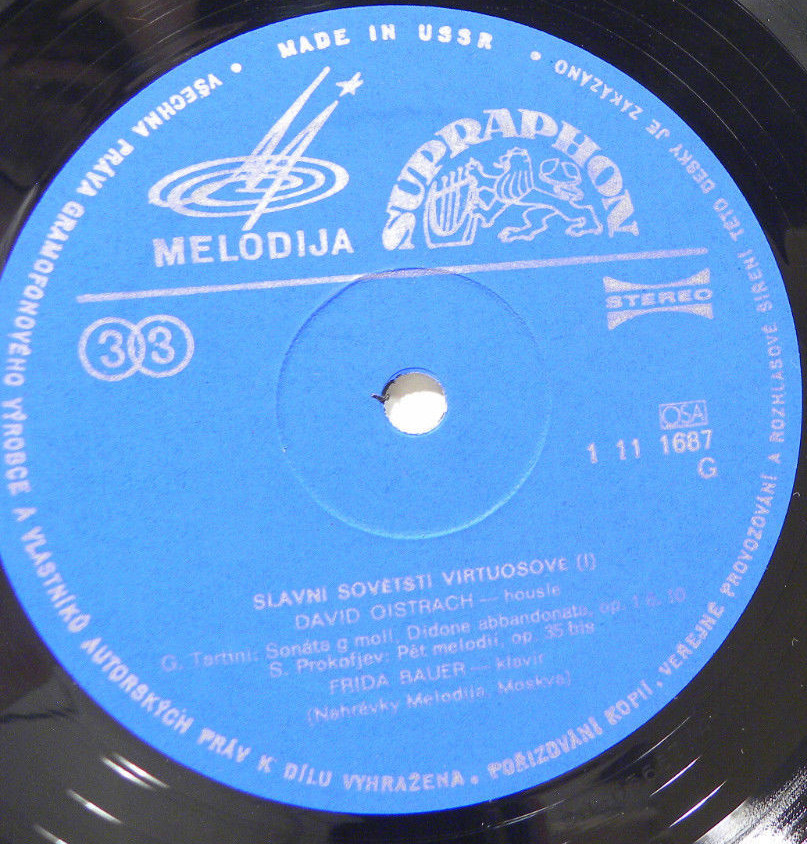 MADE IN USSR
VŠECHNA PRÁVA GRAMOFONOVÉHO VÝROBCE A VLASTNÍKŮ AUTORSKÝCH PRÁV K DÍLU VYHRAŽENA. POŘIZOVÁNÍ KOPIÍ, VEŘEJNÉ PROVOZOVÁNÍ A ROZHLASOVÉ ŠÍŘENÍ TÉTO DESKY JE ZAKÁZÁNO
MELODIJA
SUPRAPHON
33
STEREO
OSA
1 11 1687
G
SLAVNÍ SOVĚTŠTÍ VIRTUOSOVÉ (I)
DAVID OISTRACH — housle
G. Tartini: Sonáta g moll, Didone abbandonata, op. 1 č. 10
S. Prokofjev: Pět melodií, op. 35 bis
FRIDA BAUER — klavír
(Nahrávky Melodija, Moskva)